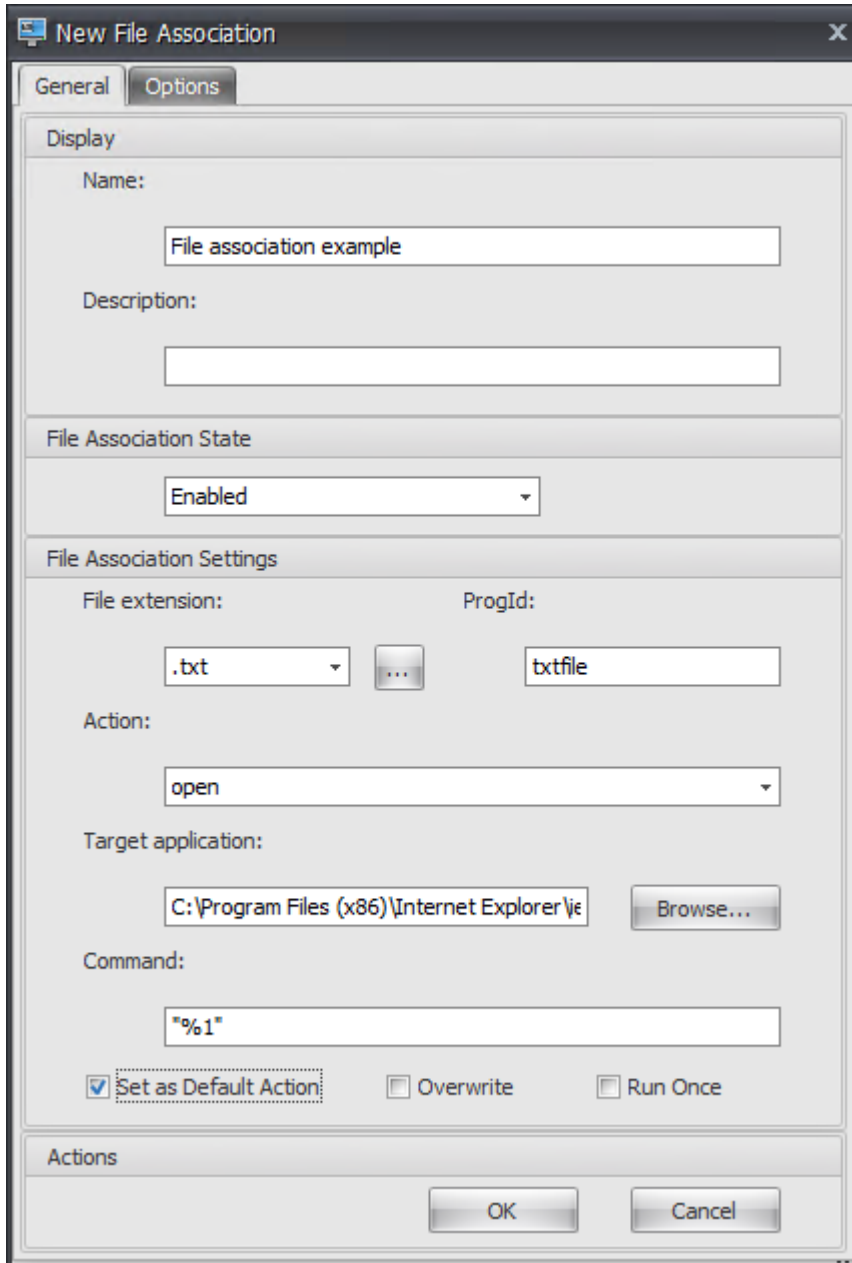 New File Association
General Options
Display
Name:
File association example
Description:
File Association State
Enabled
File Association Settings
File extension: ProgId:
.txt ... txtfile
Action:
open
Target application:
C:\Program Files (x86)\Internet Explorer\ie Browse...
Command:
"%1"
Set as Default Action Overwrite Run Once
Actions
OK Cancel